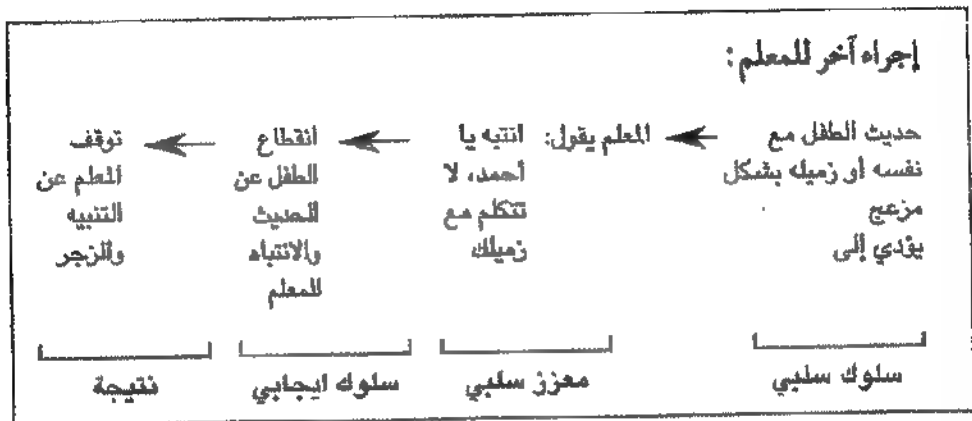 إجراء آخر للمعلم :
حديث الطفل مع
نفسه أو زميله بشكل
مزعج
يؤدي إلى
المعلم يقول:
انتبه يا
أحمد، لا
تتكلم مع
زميلك
انقطاع
الطفل عن
الحديث
والانتباه
للمعلم
توقف
المعلم عن
التنبيه
والزجر
سلوك سلبي
معزز سلبي
سلوك ايجابي
نتيجة